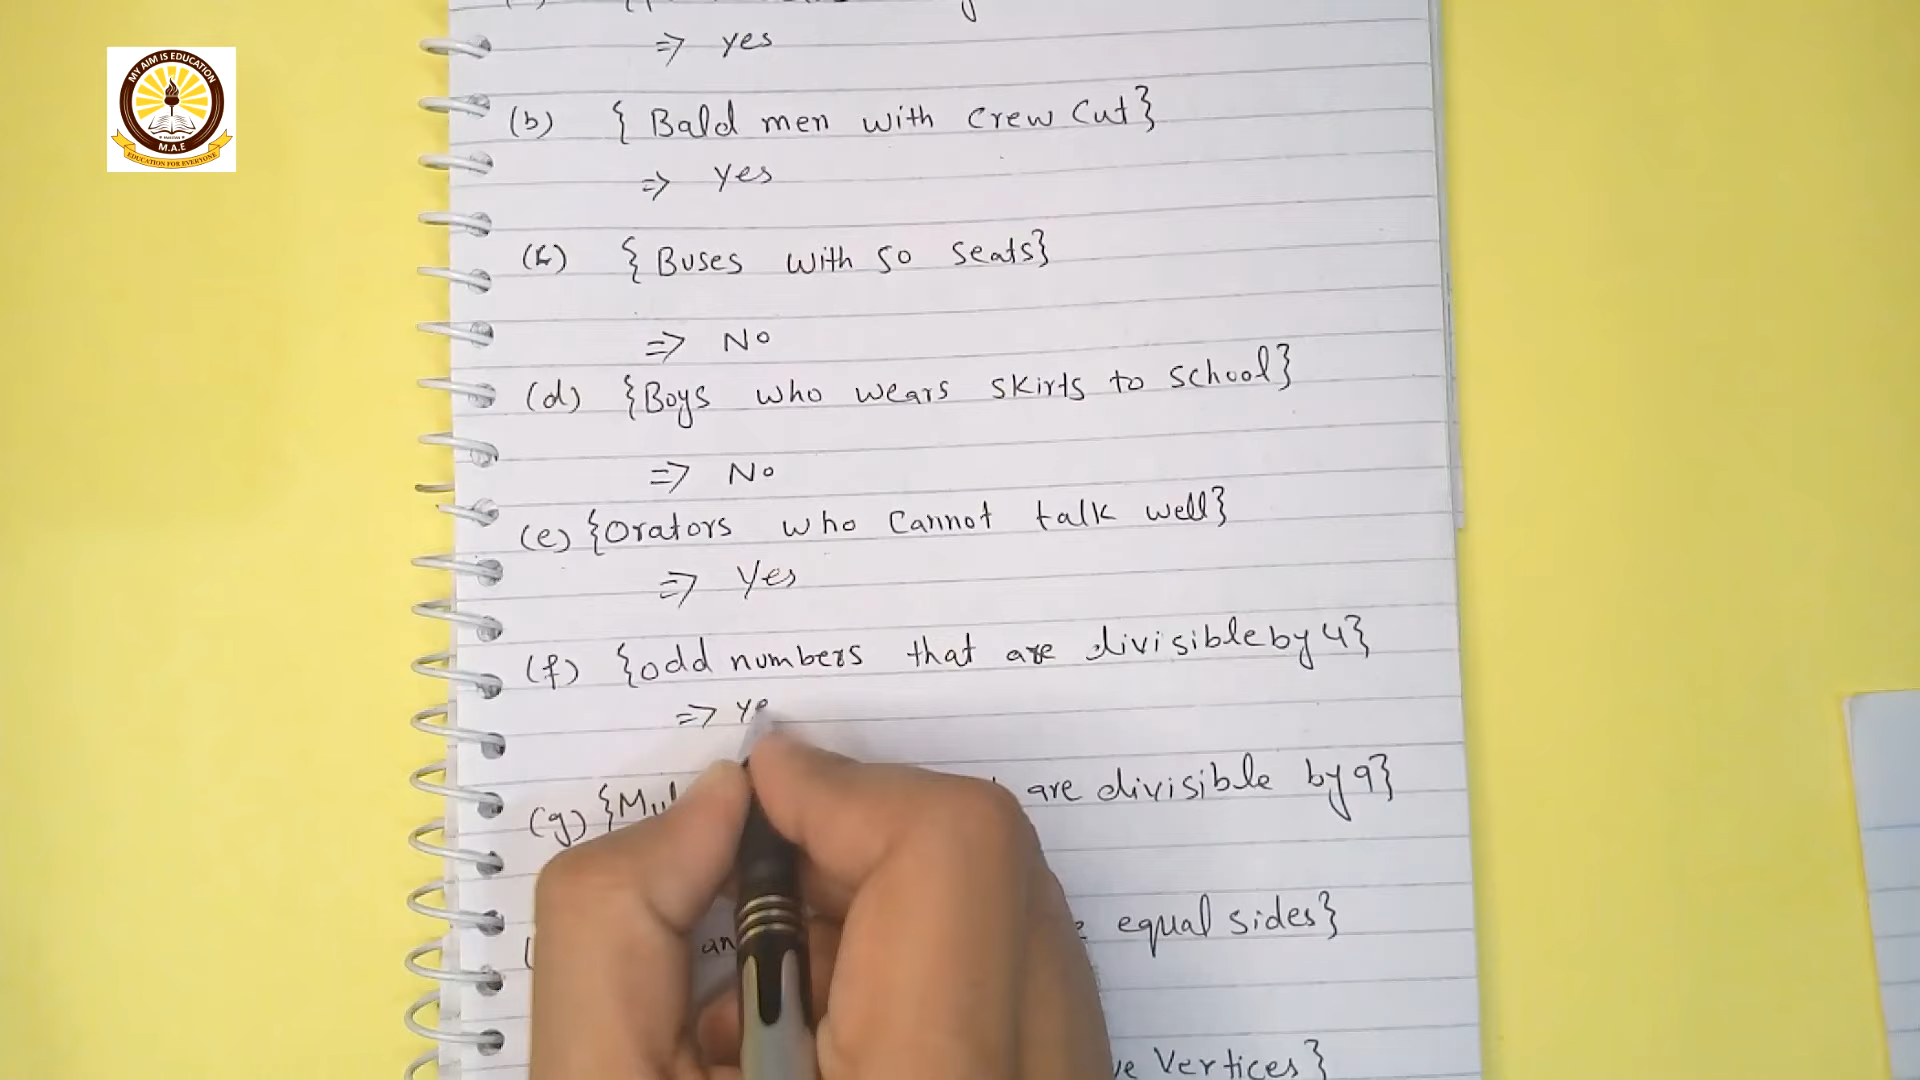 MY AIM IS EDUCATION
M.A.E
EDUCATION FOR EVERYONE
=> yes
(b) { Bald men with crew cut}
=> yes
{ Buses with 50 seats}
=> No
(d) {Boys who wears skirts to school}
=> No
(e) {Orators who cannot talk well}
=> Yes
(f) {odd numbers that are divisible by 4}
=> ye
(g) {Mul are divisible by 9}
equal sides}
Vertices}